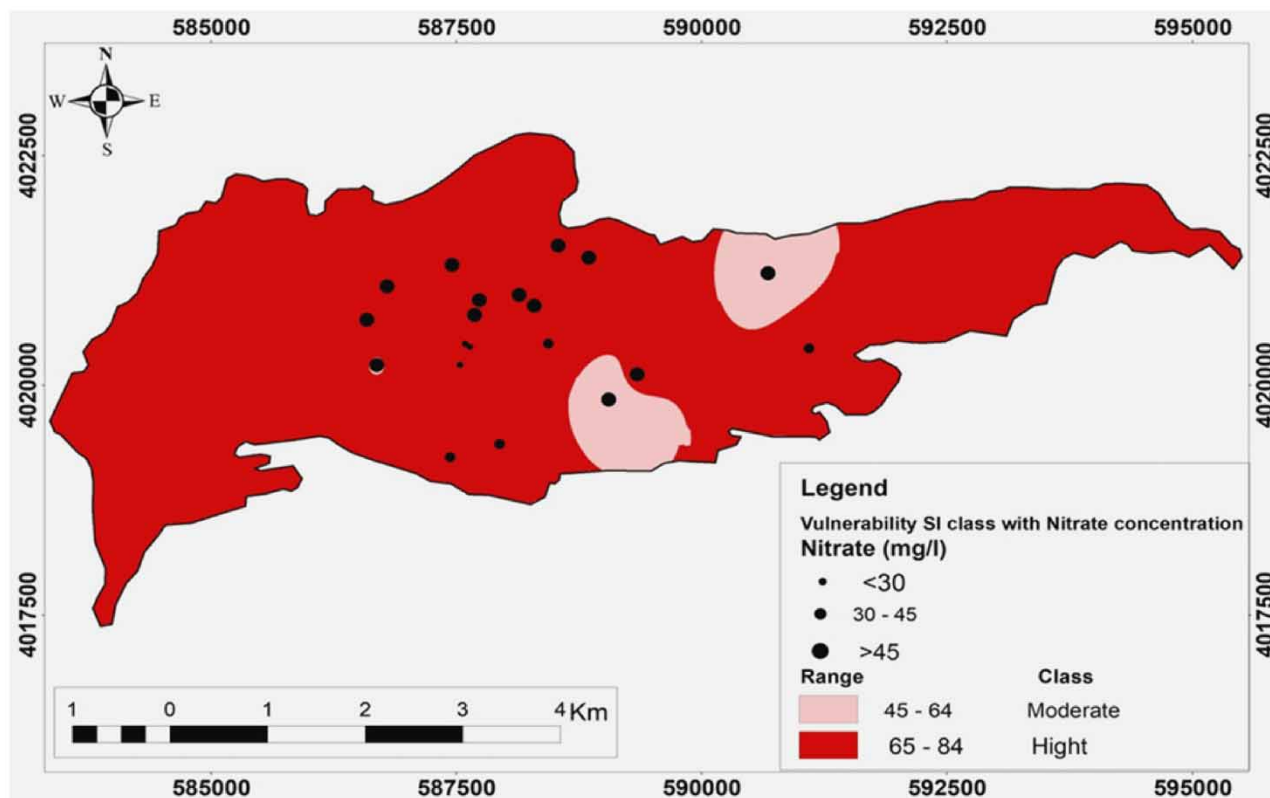 585000 587500 590000 592500 595000
N
W E
S
4022500 4022500
4020000 4020000
4017500 4017500
Legend
Vulnerability SI class with Nitrate concentration
Nitrate (mg/l)
<30
30 - 45
>45
Range Class
45 - 64 Moderate
65 - 84 Hight
1 0 1 2 3 4 Km
585000 587500 590000 592500 595000